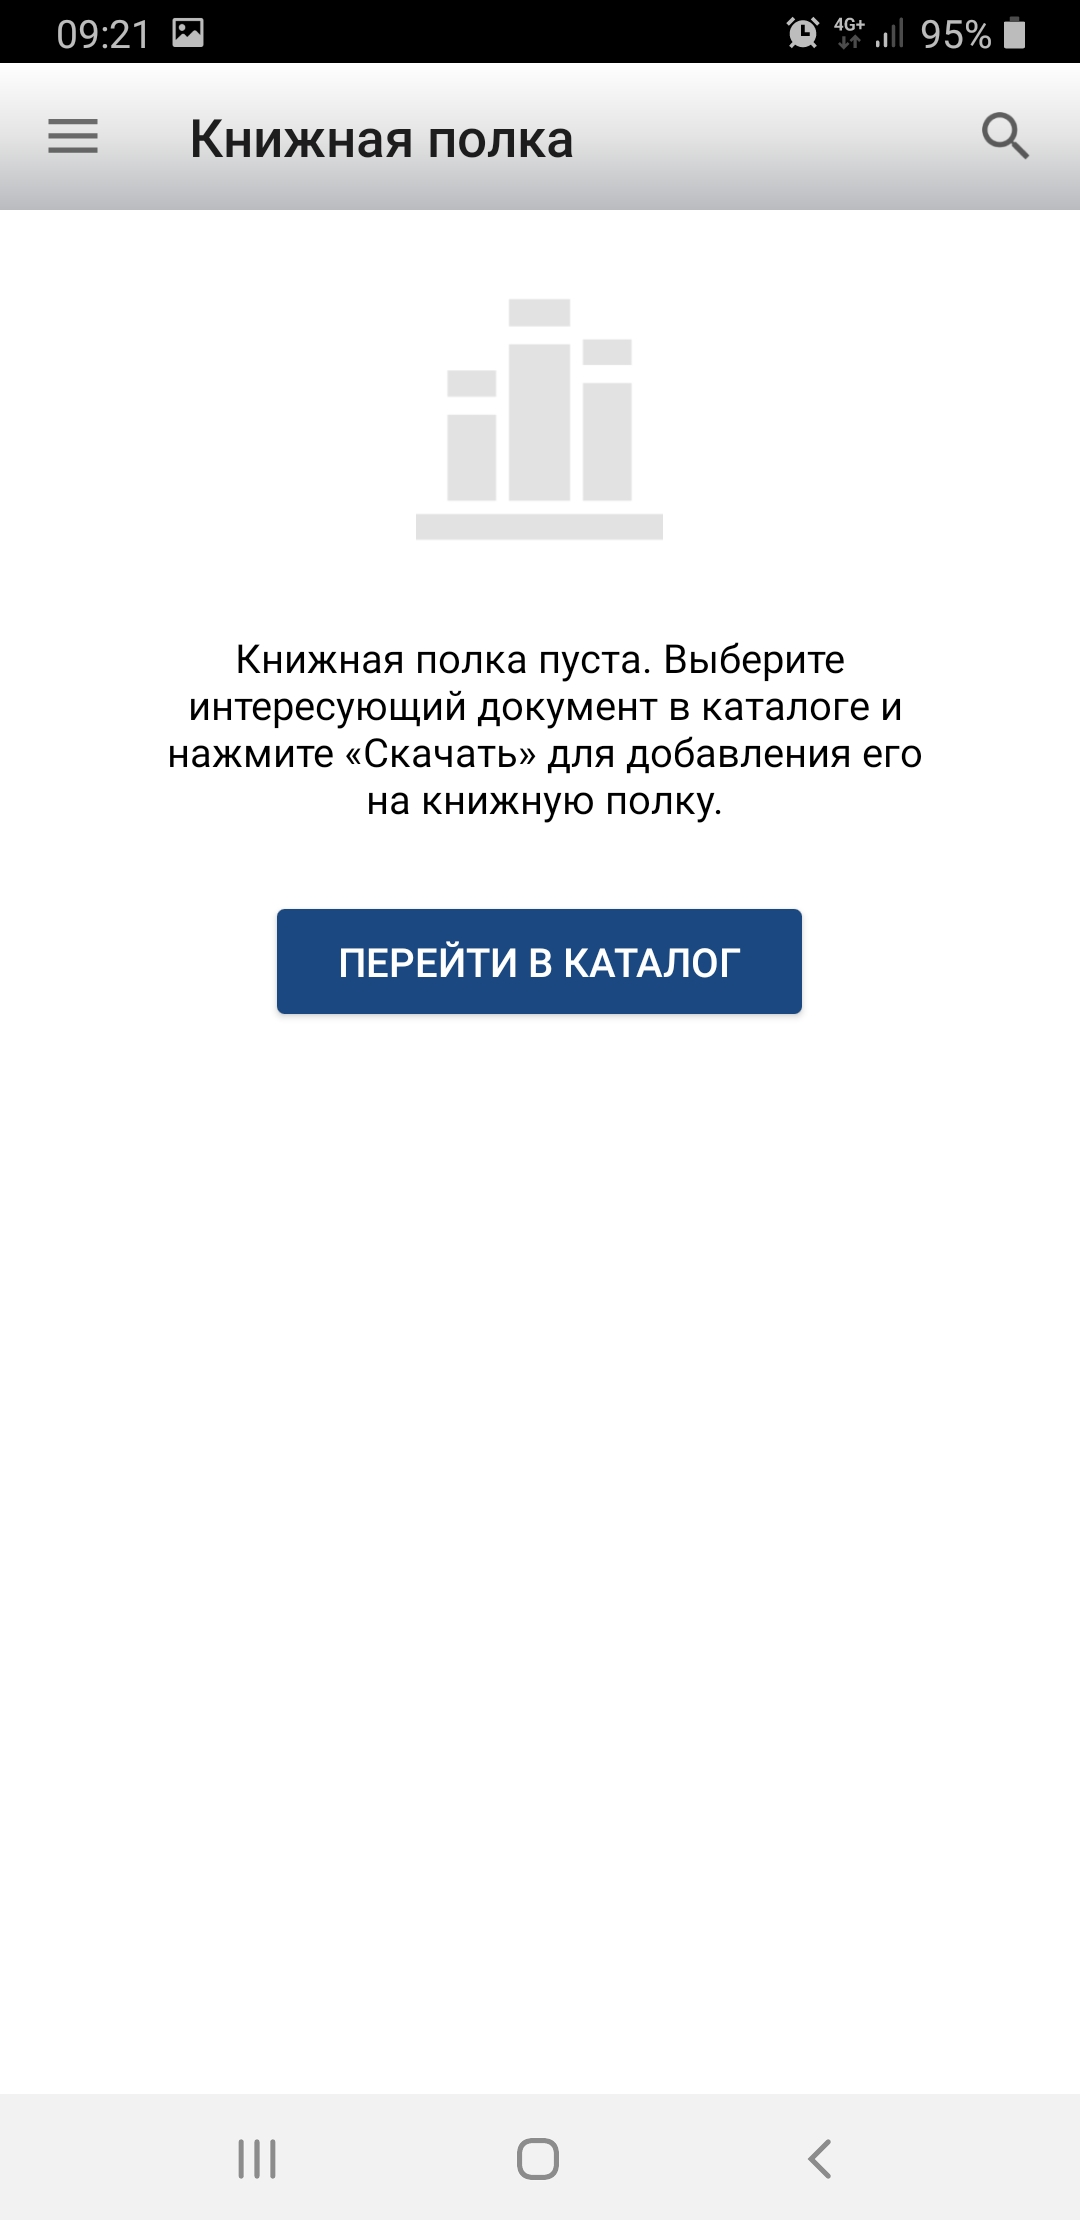 09:21
4G+ 95%
Книжная полка
Книжная полка пуста. Выберите
интересующий документ в каталоге и
нажмите «Скачать» для добавления его
на книжную полку.
ПЕРЕЙТИ В КАТАЛОГ